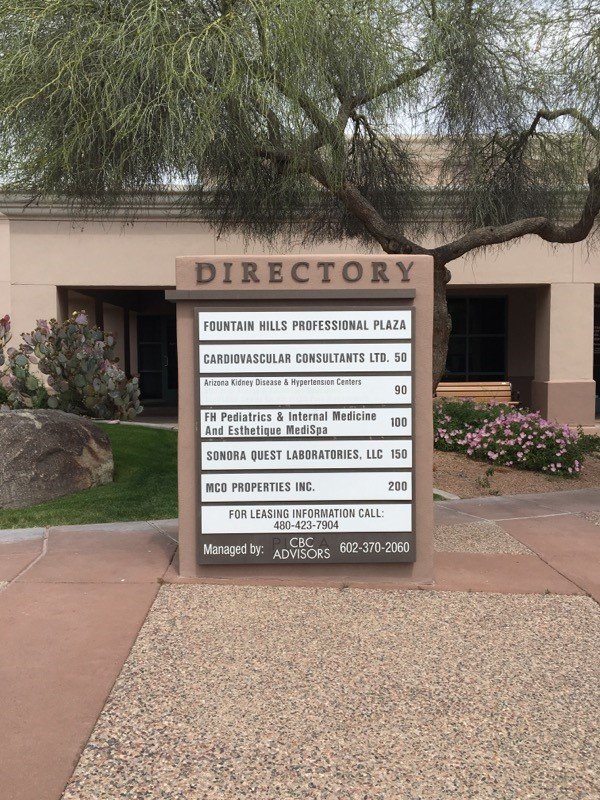 DIRECTORY
FOUNTAIN HILLS PROFESSIONAL PLAZA
CARDIOVASCULAR CONSULTANTS LTD. 50
Arizona Kidney Disease & Hypertension Centers 90
FH Pediatrics & Internal Medicine
And Esthetique MediSpa 100
SONORA QUEST LABORATORIES, LLC 150
MCO PROPERTIES INC. 200
FOR LEASING INFORMATION CALL:
480-423-7904
Managed by: CBC ADVISORS 602-370-2060